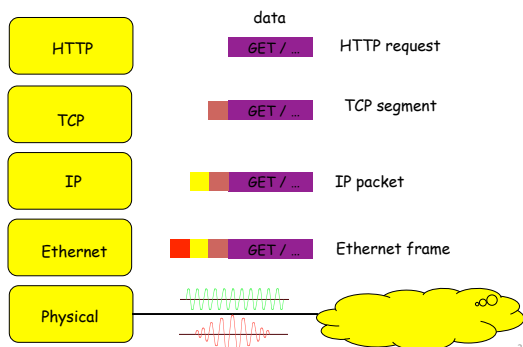 data
HTTP GET / ... HTTP request
TCP GET / ... TCP segment
IP GET / ... IP packet
Ethernet GET / ... Ethernet frame
Physical